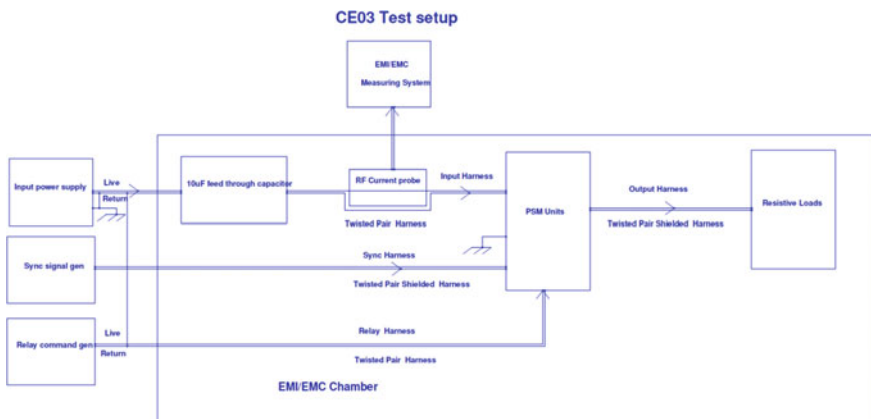 CE03 Test setup
EMI/EMC
Measuring System
Input power supply
Live
Return
10uF feed through capacitor
RF Current probe
Input Harness
Twisted Pair Harness
PSM Units
Output Harness
Twisted Pair Shielded Harness
Resistive Loads
Sync signal gen
Sync Harness
Twisted Pair Shielded Harness
Relay command gen
Live
Return
Relay Harness
Twisted Pair Harness
EMI/EMC Chamber